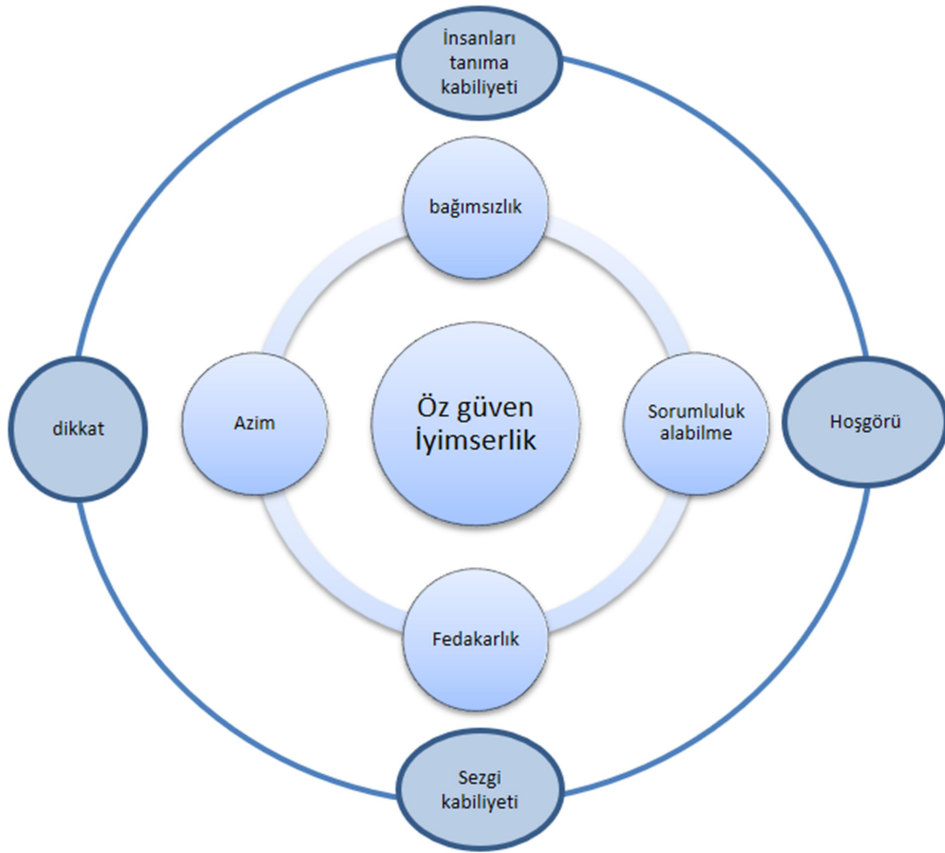 İnsanları
tanıma
kabiliyeti
bağımsızlık
dikkat
Azim
Öz güven
İyimserlik
Sorumluluk
alabilme
Hoşgörü
Fedakarlık
Sezgi
kabiliyeti